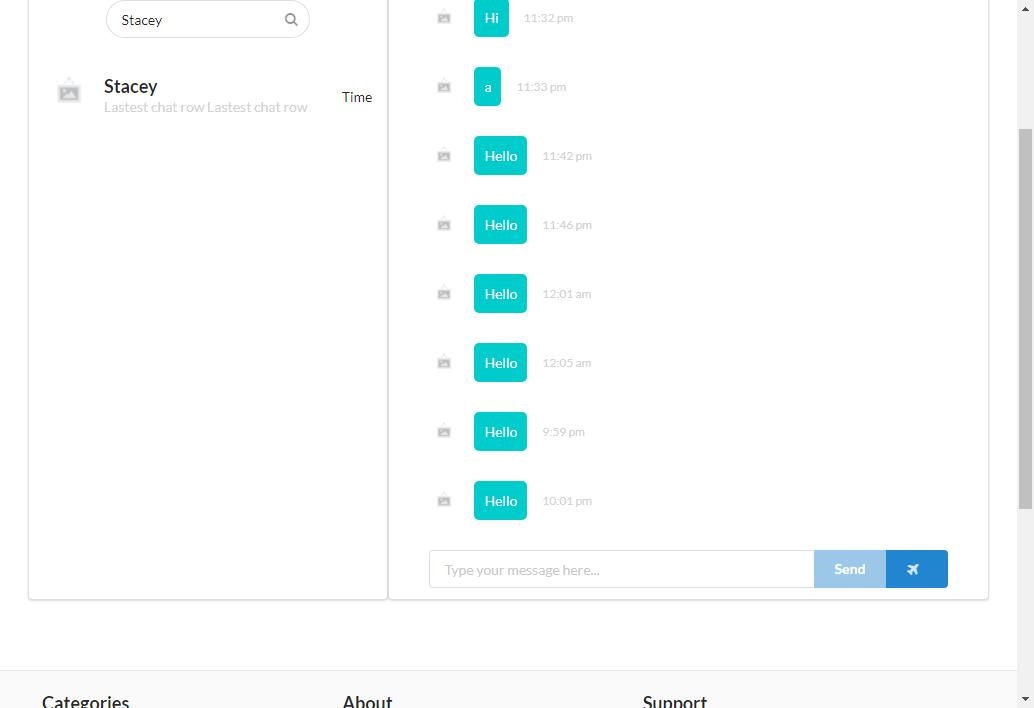 Stacey
Stacey
Lastest chat row Lastest chat row
Time
Hi 11:32 pm
a 11:33 pm
Hello 11:42 pm
Hello 11:46 pm
Hello 12:01 am
Hello 12:05 am
Hello 9:59 pm
Hello 10:01 pm
Type your message here... Send
Categories About Support